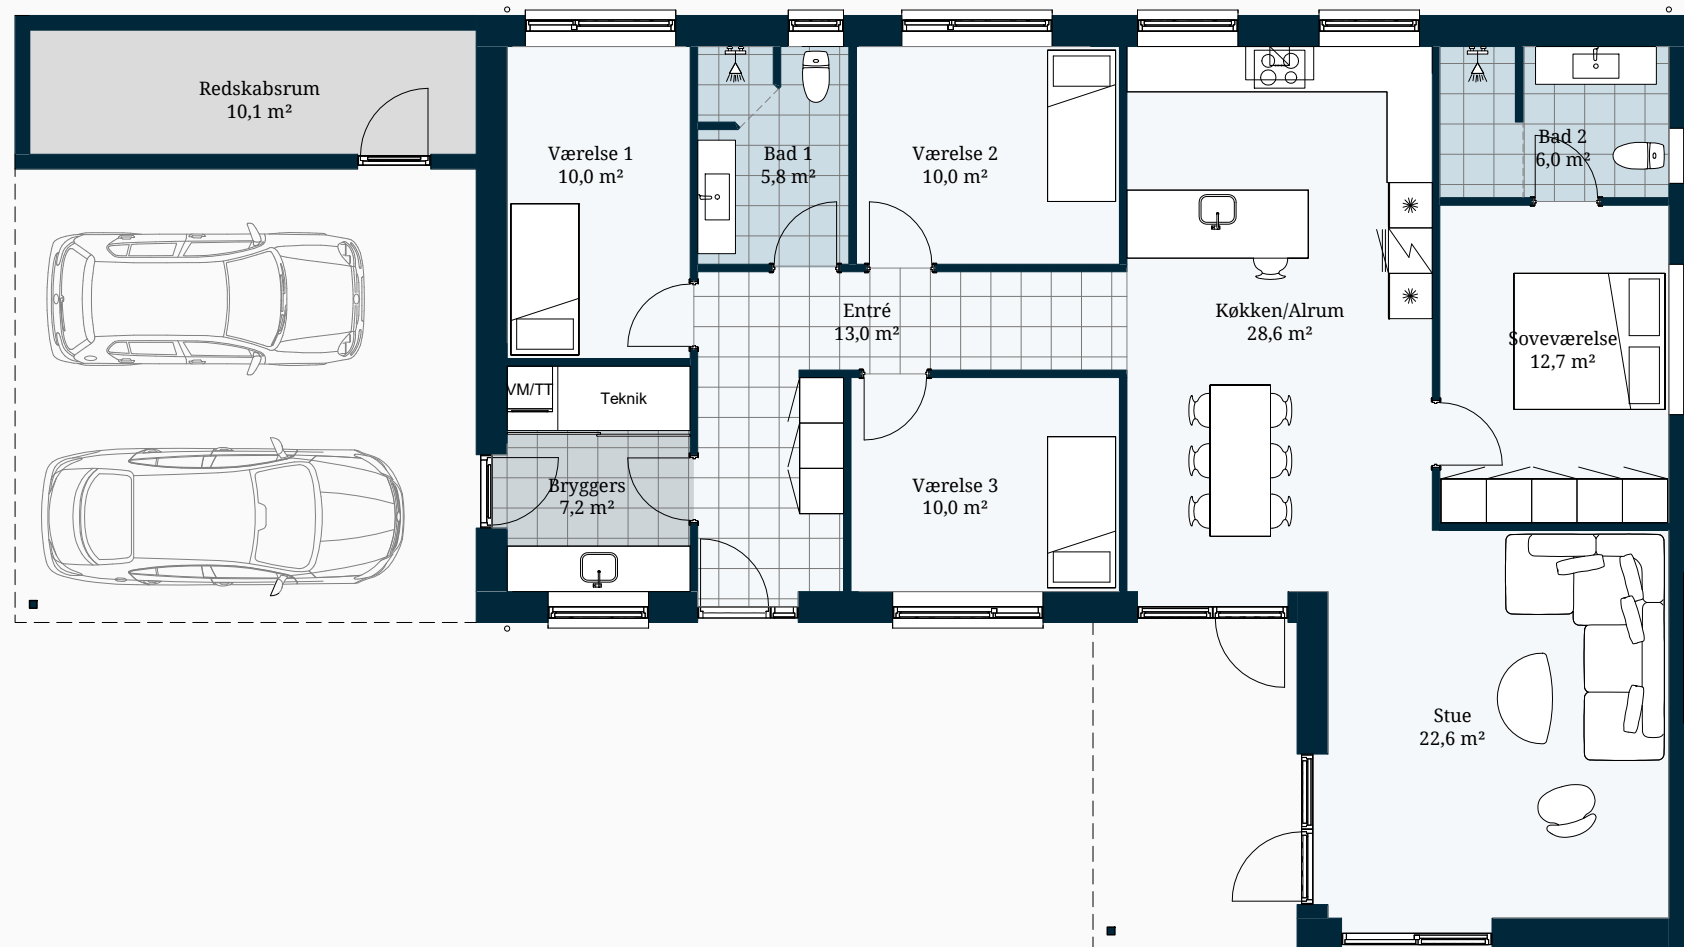 Redskabsrum
10,1 m²
Værelse 1
10,0 m²
Bad 1
5,8 m²
Værelse 2
10,0 m²
Bad 2
6,0 m²
Entré
13,0 m²
Køkken/Alrum
28,6 m²
Soveværelse
12,7 m²
VM/TT
Teknik
Bryggers
7,2 m²
Værelse 3
10,0 m²
Stue
22,6 m²